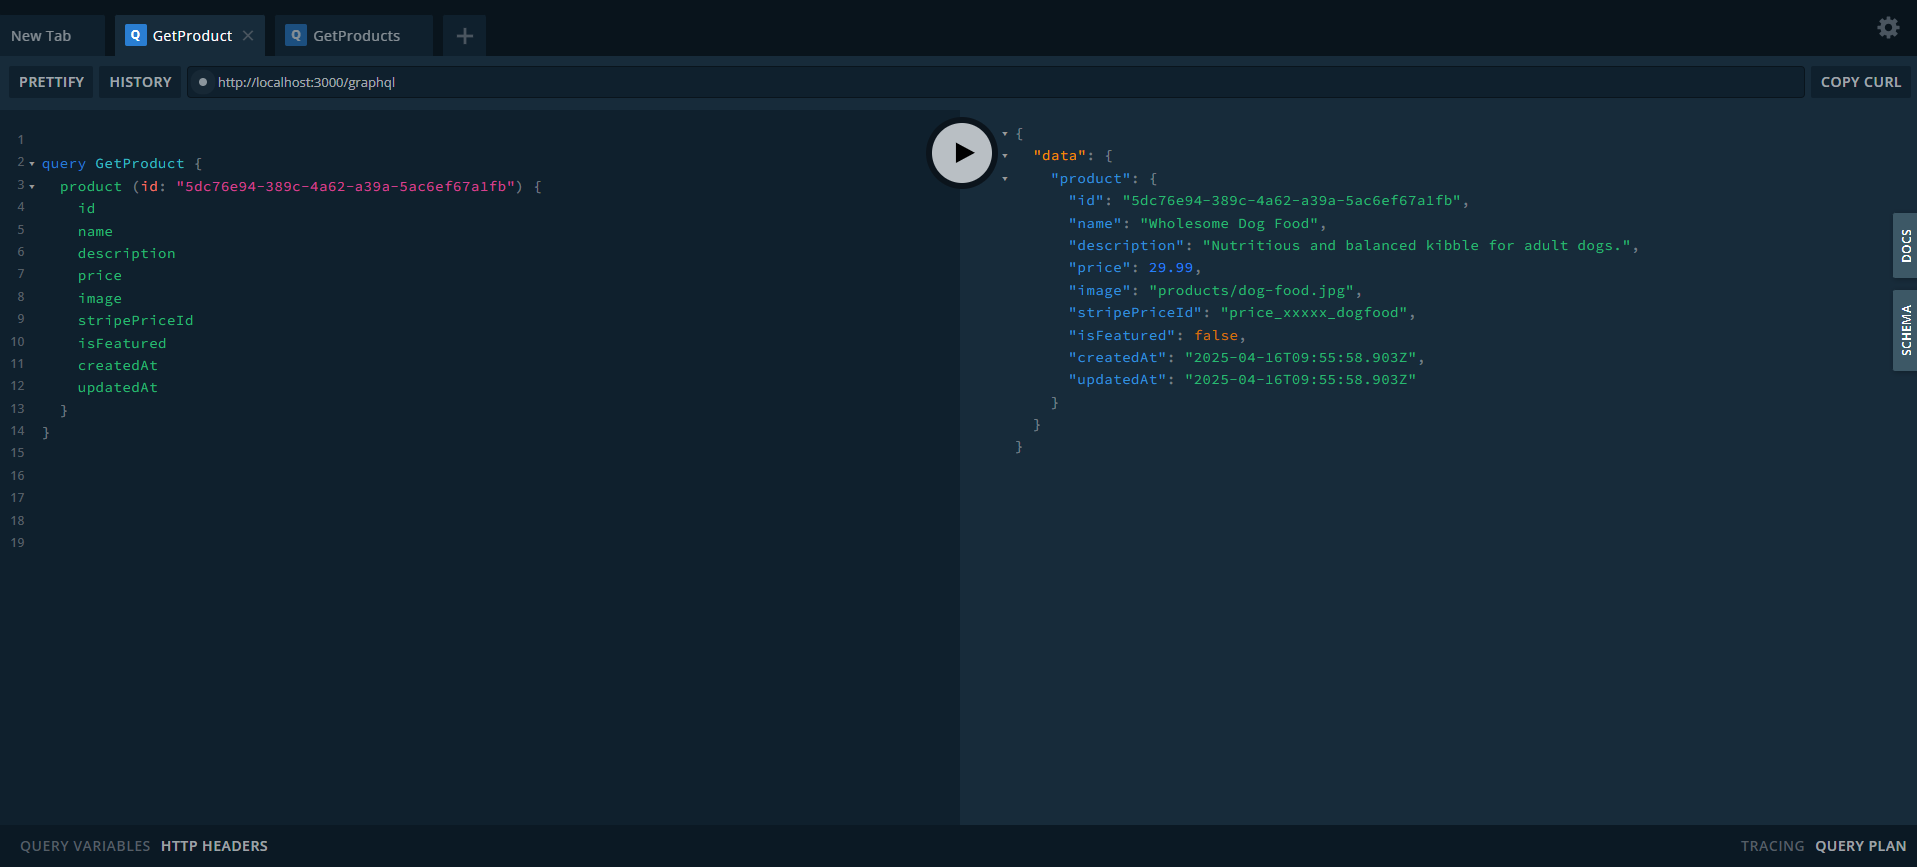 New Tab
Q GetProduct
Q GetProducts
PRETTIFY HISTORY http://localhost:3000/graphql COPY CURL
1
2 query GetProduct {
3 product (id: "5dc76e94-389c-4a62-a39a-5ac6ef67a1fb") {
4 id
5 name
6 description
7 price
8 image
9 stripePriceId
10 isFeatured
11 createdAt
12 updatedAt
13 }
14 }
15
16
17
18
19
{
"data": {
"product": {
"id": "5dc76e94-389c-4a62-a39a-5ac6ef67a1fb",
"name": "Wholesome Dog Food",
"description": "Nutritious and balanced kibble for adult dogs.",
"price": 29.99,
"image": "products/dog-food.jpg",
"stripePriceId": "price_xxxxx_dogfood",
"isFeatured": false,
"createdAt": "2025-04-16T09:55:58.903Z",
"updatedAt": "2025-04-16T09:55:58.903Z"
}
}
}
DOCS
SCHEMA
QUERY VARIABLES HTTP HEADERS
TRACING QUERY PLAN